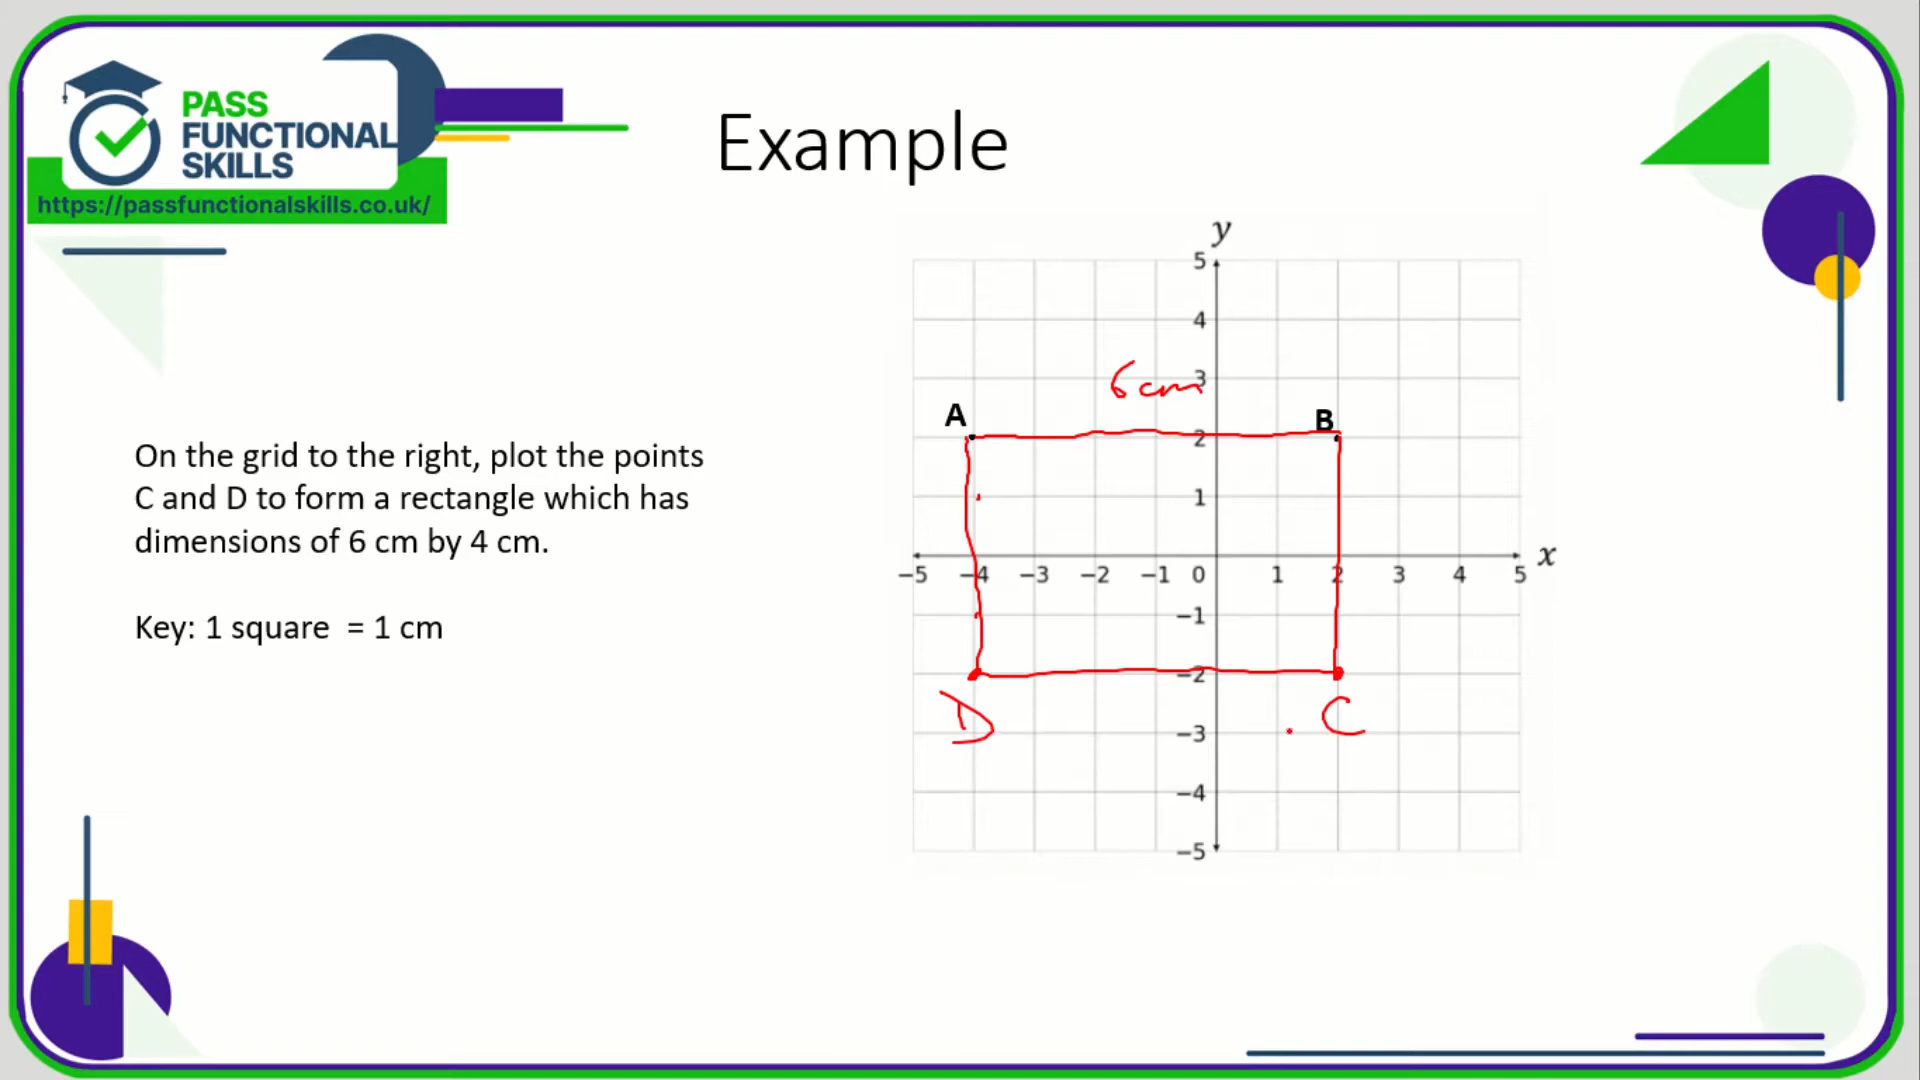 PASS
FUNCTIONAL
SKILLS
https://passfunctionalskills.co.uk/
Example
On the grid to the right, plot the points
C and D to form a rectangle which has
dimensions of 6 cm by 4 cm.
Key: 1 square = 1 cm
y
5
4
6cm
3
A
B
2
1
x
−5 −4 −3 −2 −1 0 1 2 3 4 5
−1
−2
D
C
−3
−4
−5